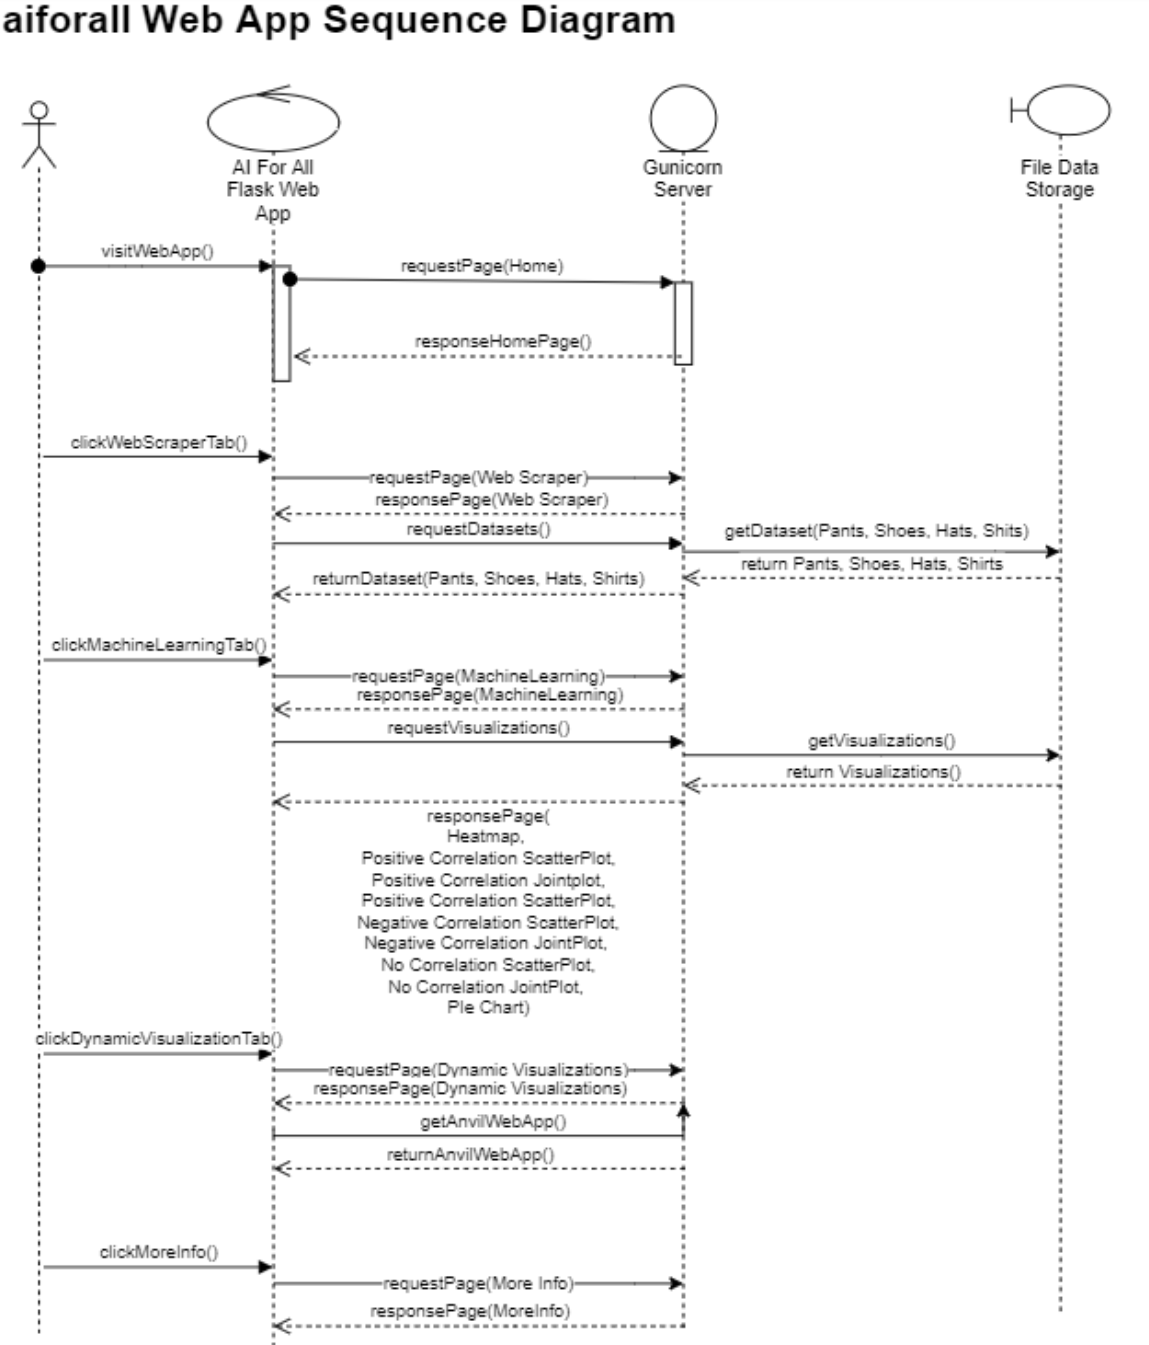 aiforall Web App Sequence Diagram
AI For All
Flask Web
App
Gunicorn
Server
File Data
Storage
visitWebApp()
requestPage(Home)
responseHomePage()
clickWebScraperTab()
requestPage(Web Scraper)
responsePage(Web Scraper)
requestDatasets()
getDataset(Pants, Shoes, Hats, Shits)
return Pants, Shoes, Hats, Shirts
returnDataset(Pants, Shoes, Hats, Shirts)
clickMachineLearningTab()
requestPage(MachineLearning)
responsePage(MachineLearning)
requestVisualizations()
getVisualizations()
return Visualizations()
responsePage(
Heatmap,
Positive Correlation ScatterPlot,
Positive Correlation Jointplot,
Positive Correlation ScatterPlot,
Negative Correlation ScatterPlot,
Negative Correlation JointPlot,
No Correlation ScatterPlot,
No Correlation JointPlot,
PIe Chart)
clickDynamicVisualizationTab()
requestPage(Dynamic Visualizations)
responsePage(Dynamic Visualizations)
getAnvilWebApp()
returnAnvilWebApp()
clickMoreInfo()
requestPage(More Info)
responsePage(MoreInfo)